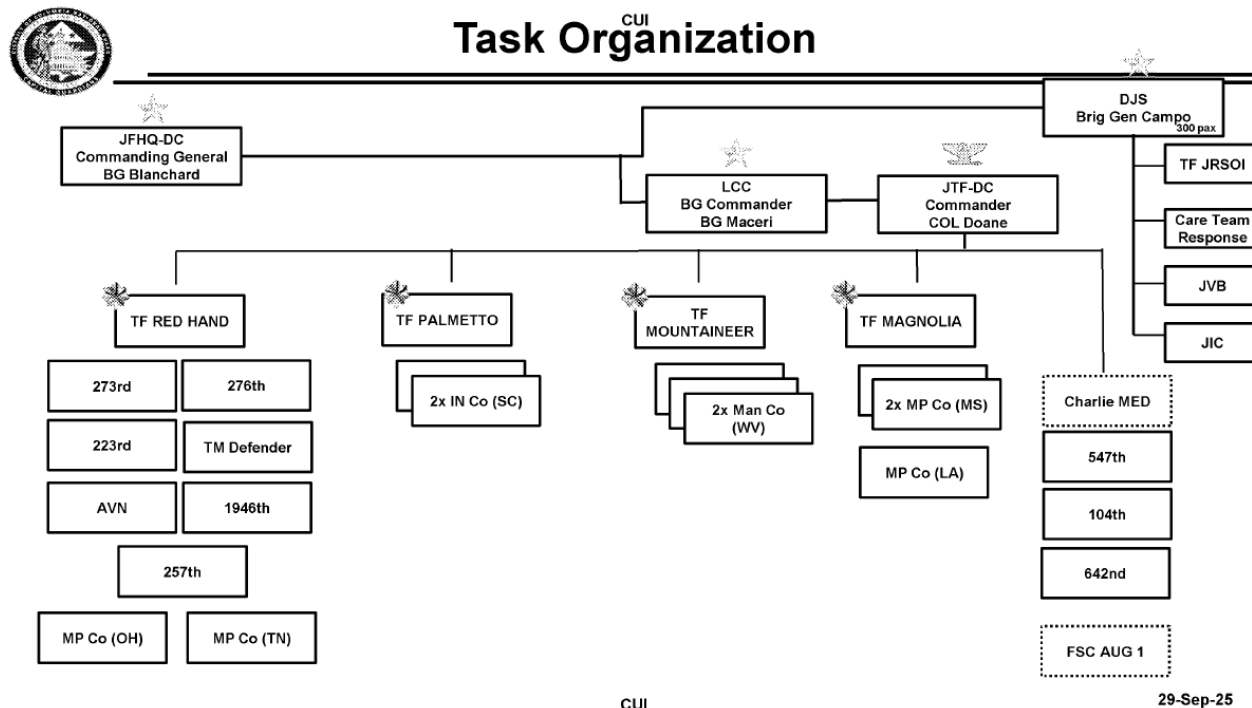 CUI
Task Organization
JFHQ-DC
Commanding General
BG Blanchard
DJS
Brig Gen Campo
300 pax
LCC
BG Commander
BG Maceri
JTF-DC
Commander
COL Doane
TF JRSOI
Care Team
Response
JVB
JIC
TF RED HAND
273rd
276th
223rd
TM Defender
AVN
1946th
257th
MP Co (OH)
MP Co (TN)
TF PALMETTO
2x IN Co (SC)
TF
MOUNTAINEER
2x Man Co
(WV)
TF MAGNOLIA
2x MP Co (MS)
MP Co (LA)
Charlie MED
547th
104th
642nd
FSC AUG 1
CUI
29-Sep-25